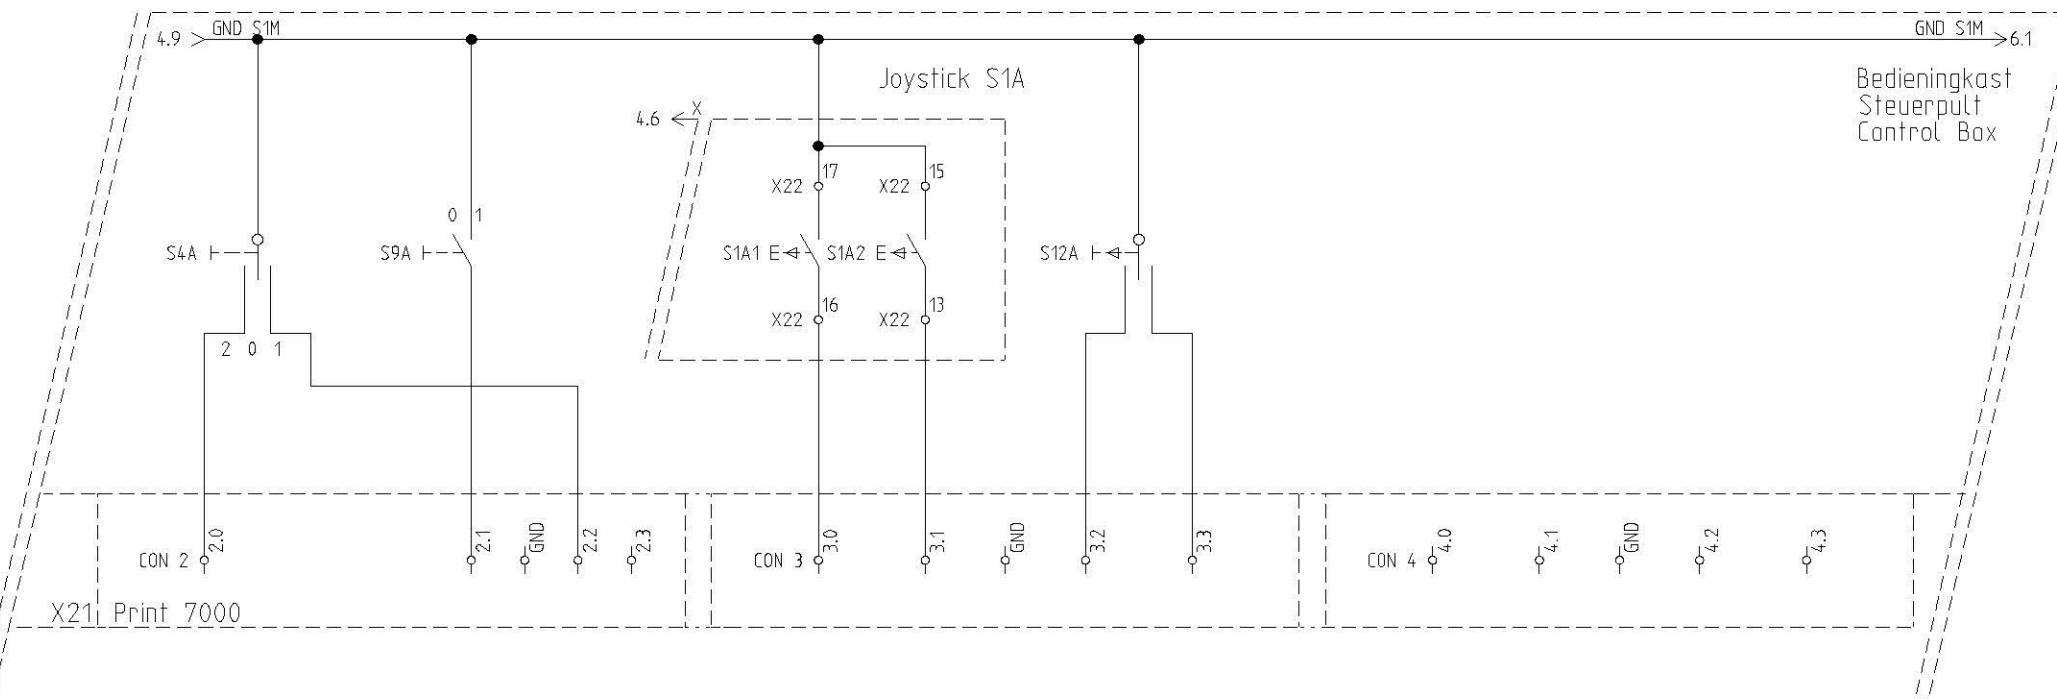 4.9 GND S1M GND S1M 6.1
Joystick S1A
Bedieningkast
Steuerpult
Control Box
4.6 X
17 15
X22 X22
0 1
S4A S9A S1A1 S1A2 S12A
16 13
X22 X22
2 0 1
2.0 2.1 GND 2.2 2.3 3.0 3.1 GND 3.2 3.3 4.0 4.1 GND 4.2 4.3
CON 2 CON 3 CON 4
X21 Print 7000